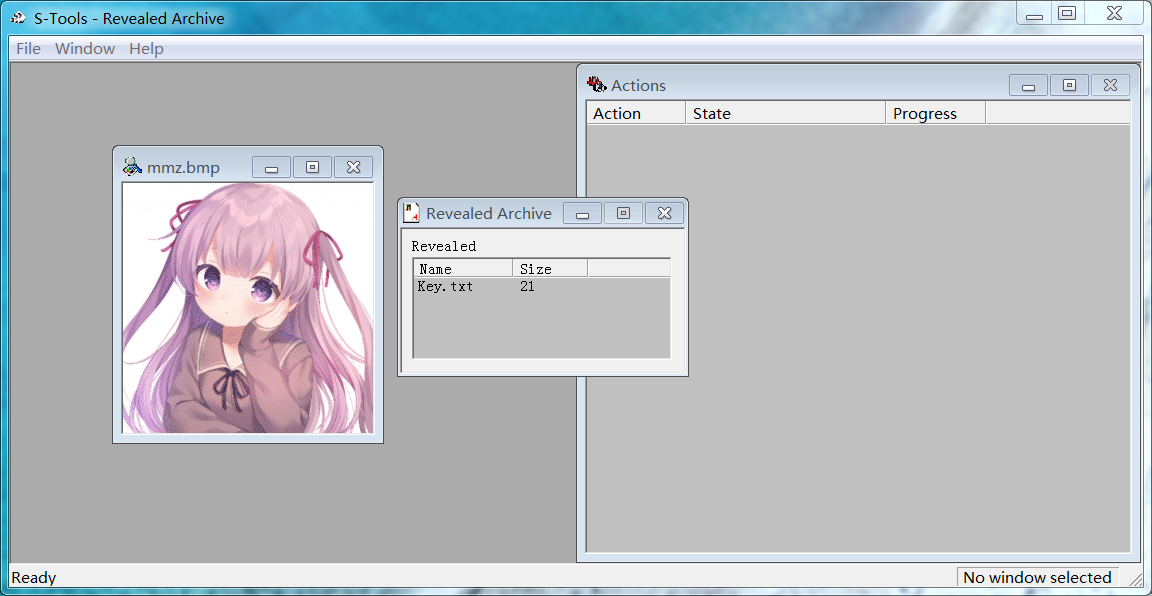 S-Tools - Revealed Archive
File Window Help
Actions
Action State Progress
mmz.bmp
Revealed Archive
Revealed
Name Size
Key.txt 21
Ready
No window selected